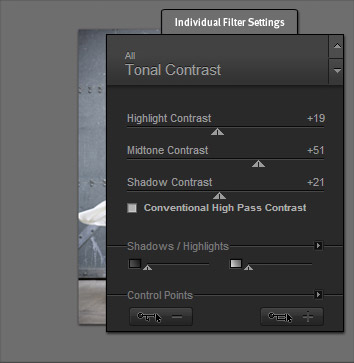 Individual Filter Settings
All
Tonal Contrast
Highlight Contrast +19
Midtone Contrast +51
Shadow Contrast +21
Conventional High Pass Contrast
Shadows / Highlights
Control Points